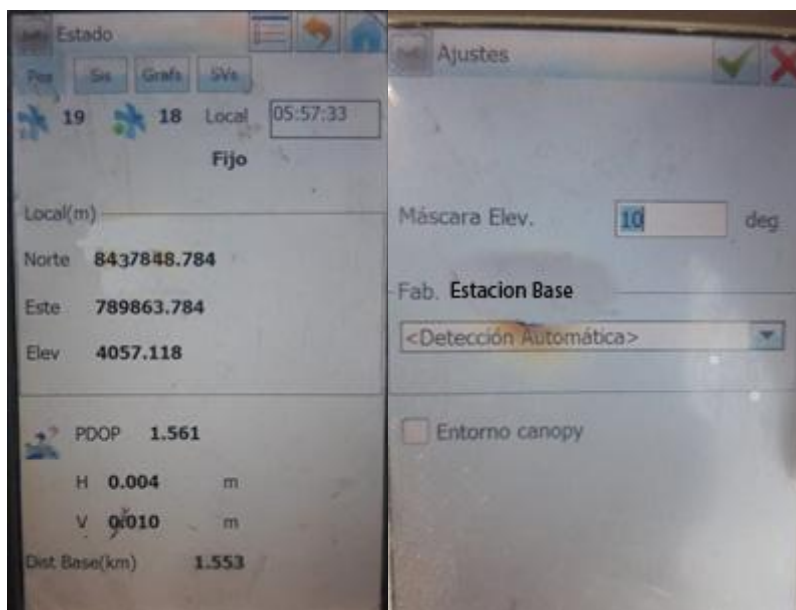 Estado
Pos Sis Grafs SVs
19 18 Local 05:57:33
Fijo
Local(m)
Norte 8437848.784
Este 789863.784
Elev 4057.118
PDOP 1.561
H 0.004 m
V 0.010 m
Dist Base(km) 1.553
Ajustes
Máscara Elev. 10 deg
Fab. Estacion Base
<Detección Automática>
Entorno canopy